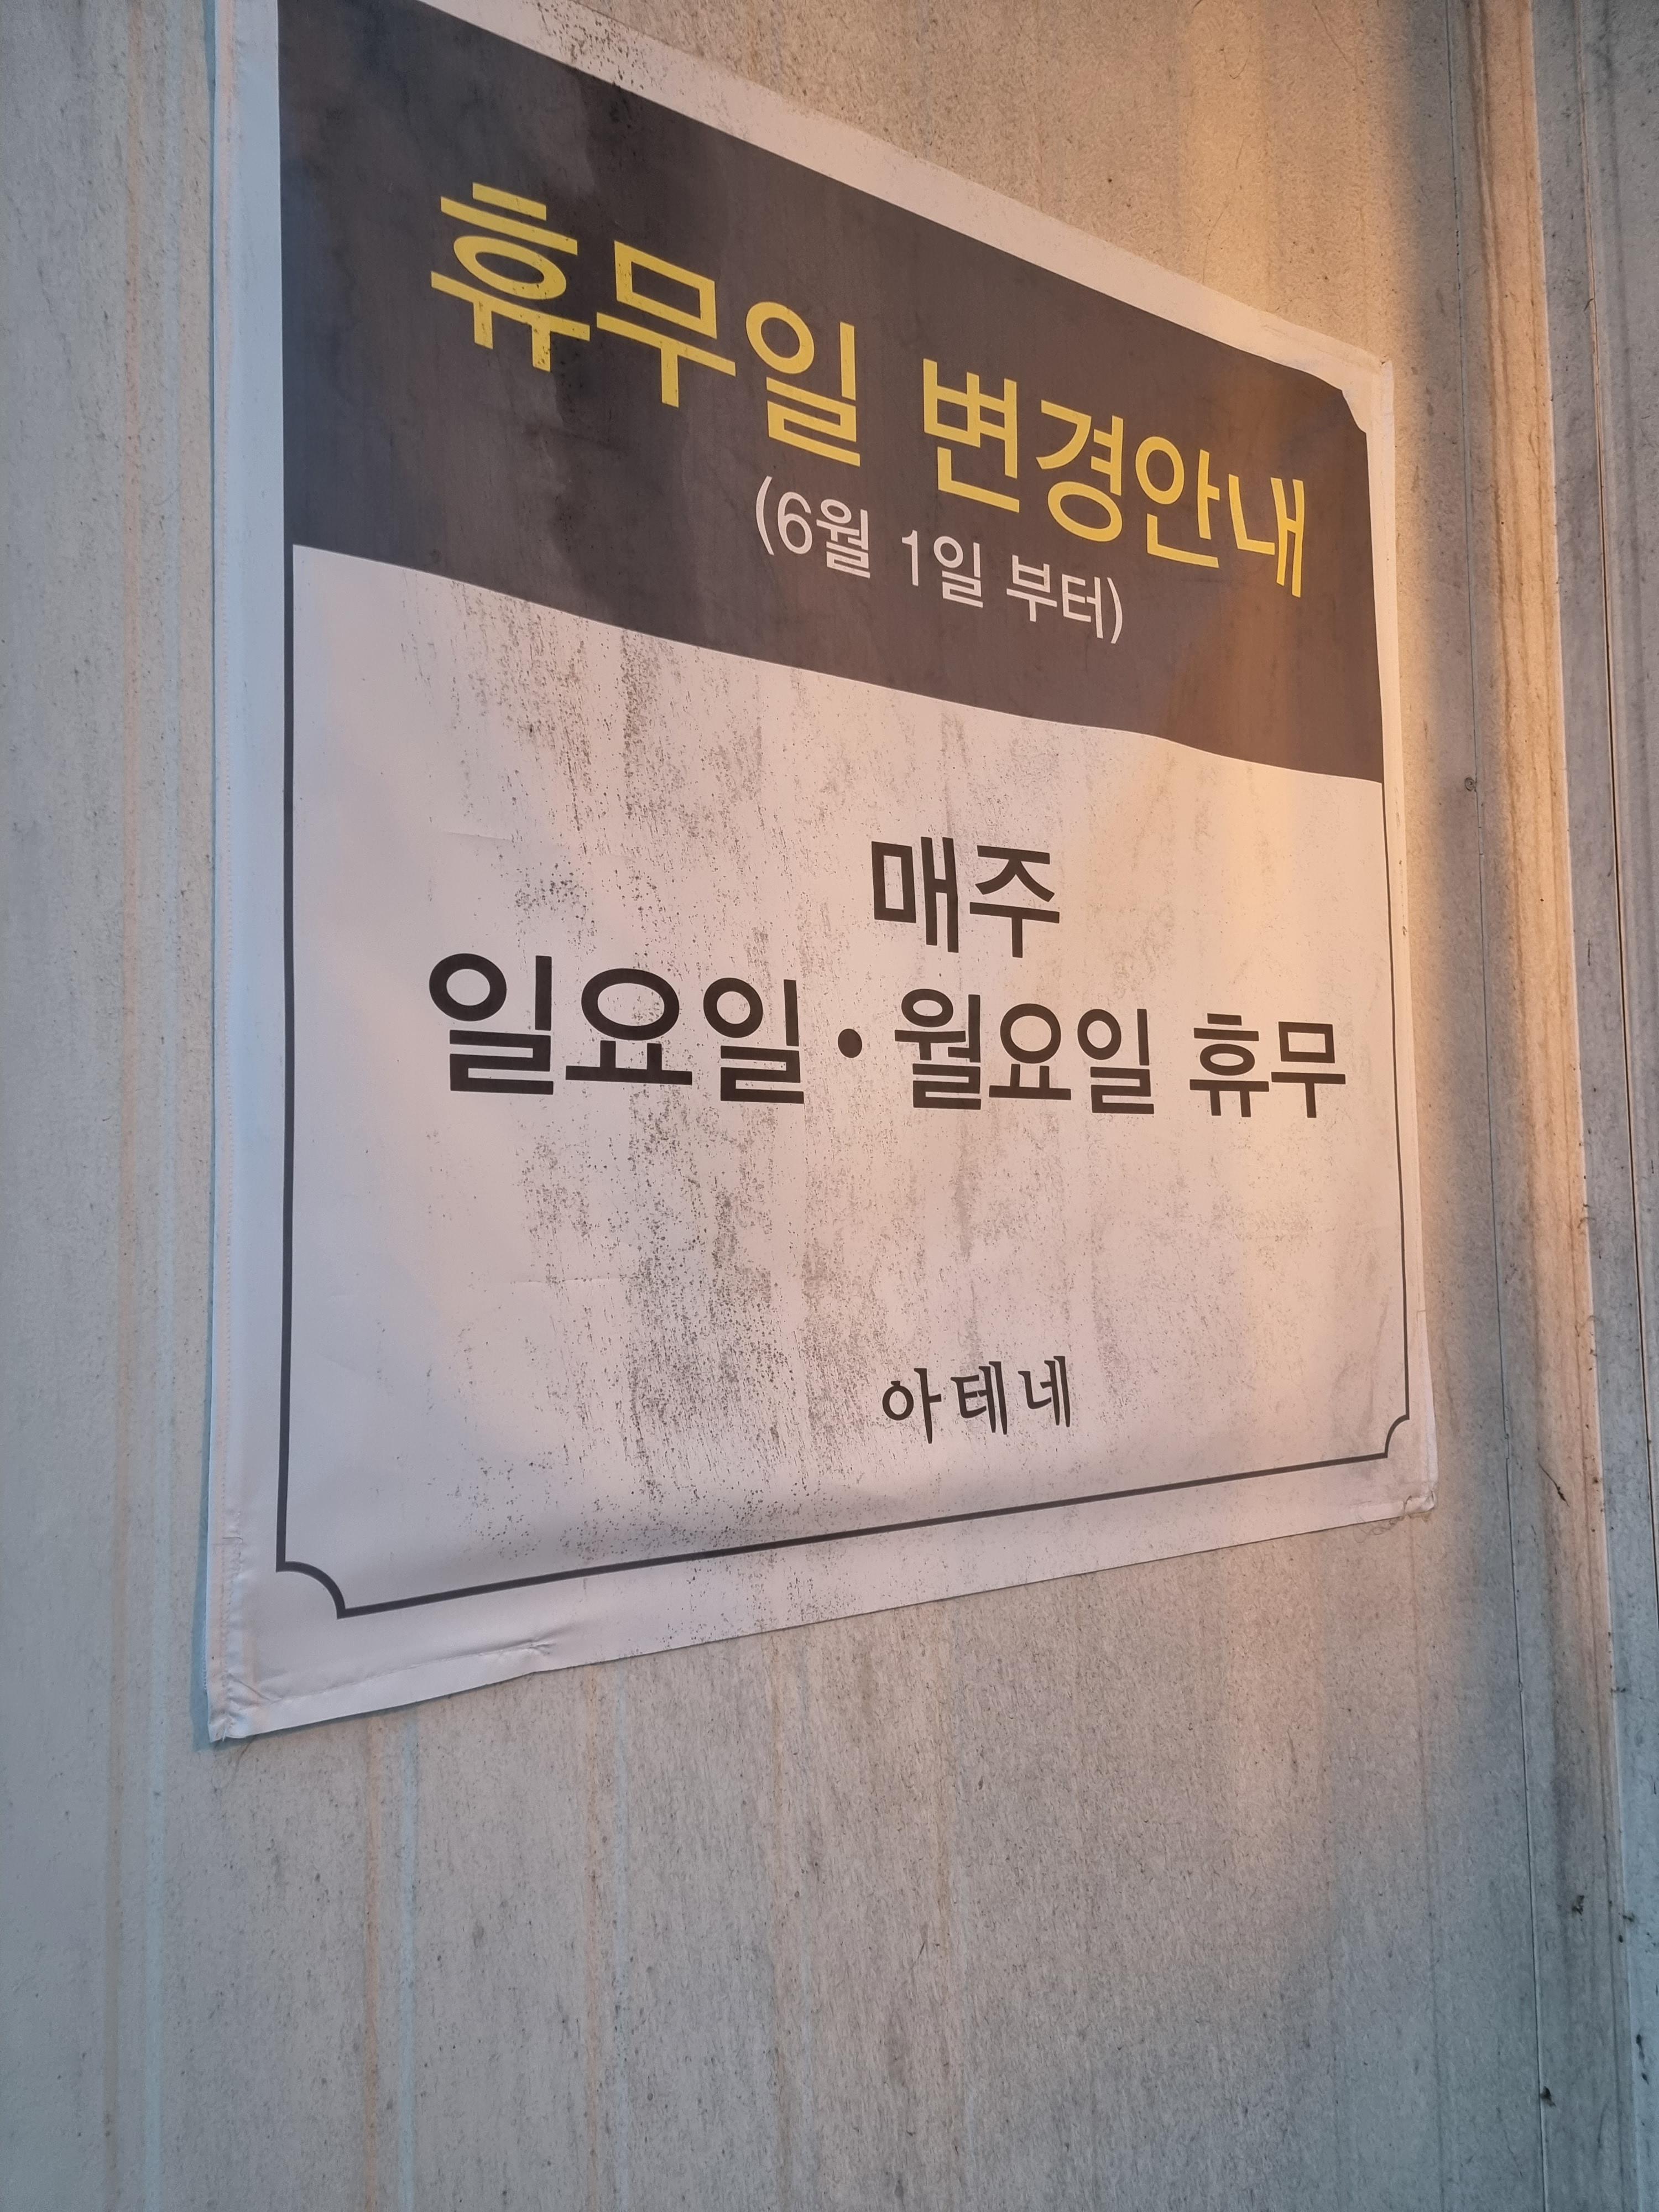 휴무일 변경안내
(6월 1일 부터)
매주
일요일·월요일 휴무
아테네